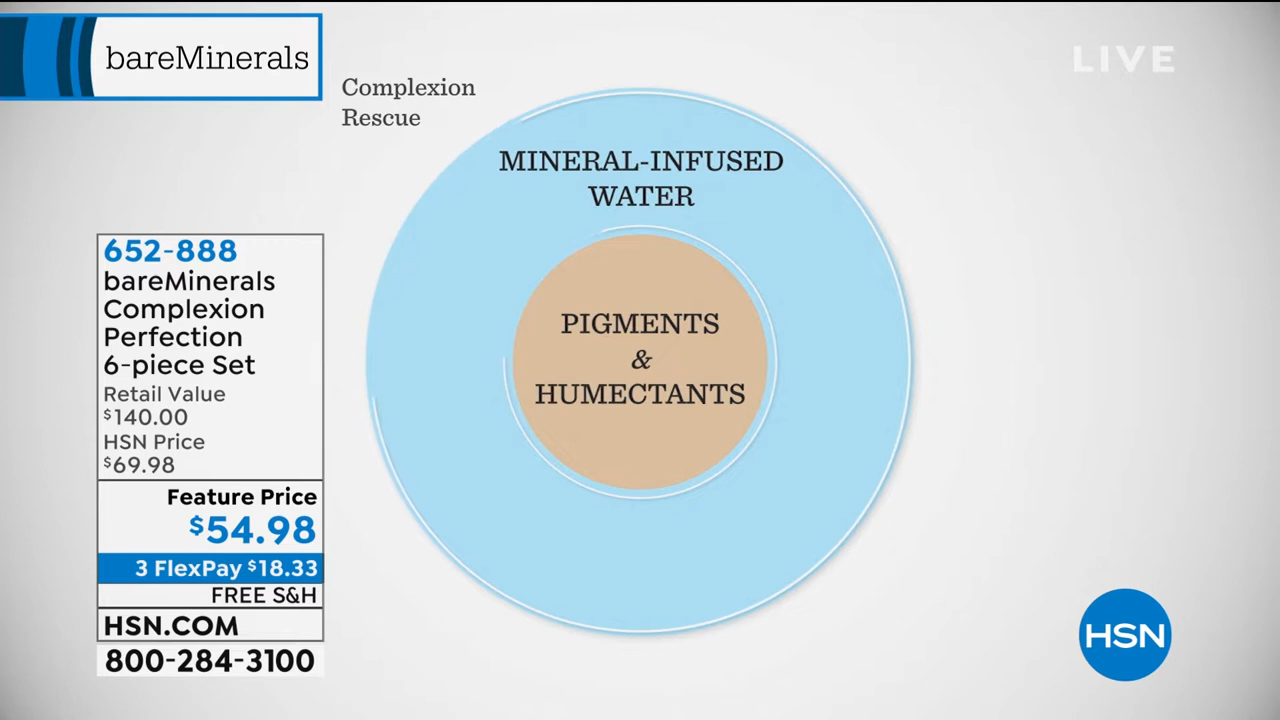 bareMinerals
LIVE
Complexion
Rescue
MINERAL-INFUSED
WATER
PIGMENTS
&
HUMECTANTS
652-888
bareMinerals
Complexion
Perfection
6-piece Set
Retail Value
$140.00
HSN Price
$69.98
Feature Price
$54.98
3 FlexPay $18.33
FREE S&H
HSN.COM
800-284-3100
HSN